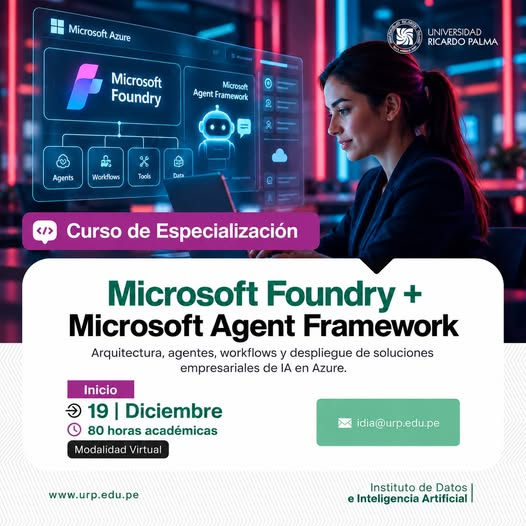 Microsoft Azure
UNIVERSIDAD
RICARDO PALMA
Microsoft
Foundry
Microsoft
Agent Framework
Agents
Workflows
Tools
Data
</> Curso de Especialización
Microsoft Foundry +
Microsoft Agent Framework
Arquitectura, agentes, workflows y despliegue de soluciones
empresariales de IA en Azure.
Inicio
19 | Diciembre
80 horas académicas
Modalidad Virtual
idia@urp.edu.pe
www.urp.edu.pe
Instituto de Datos
e Inteligencia Artificial